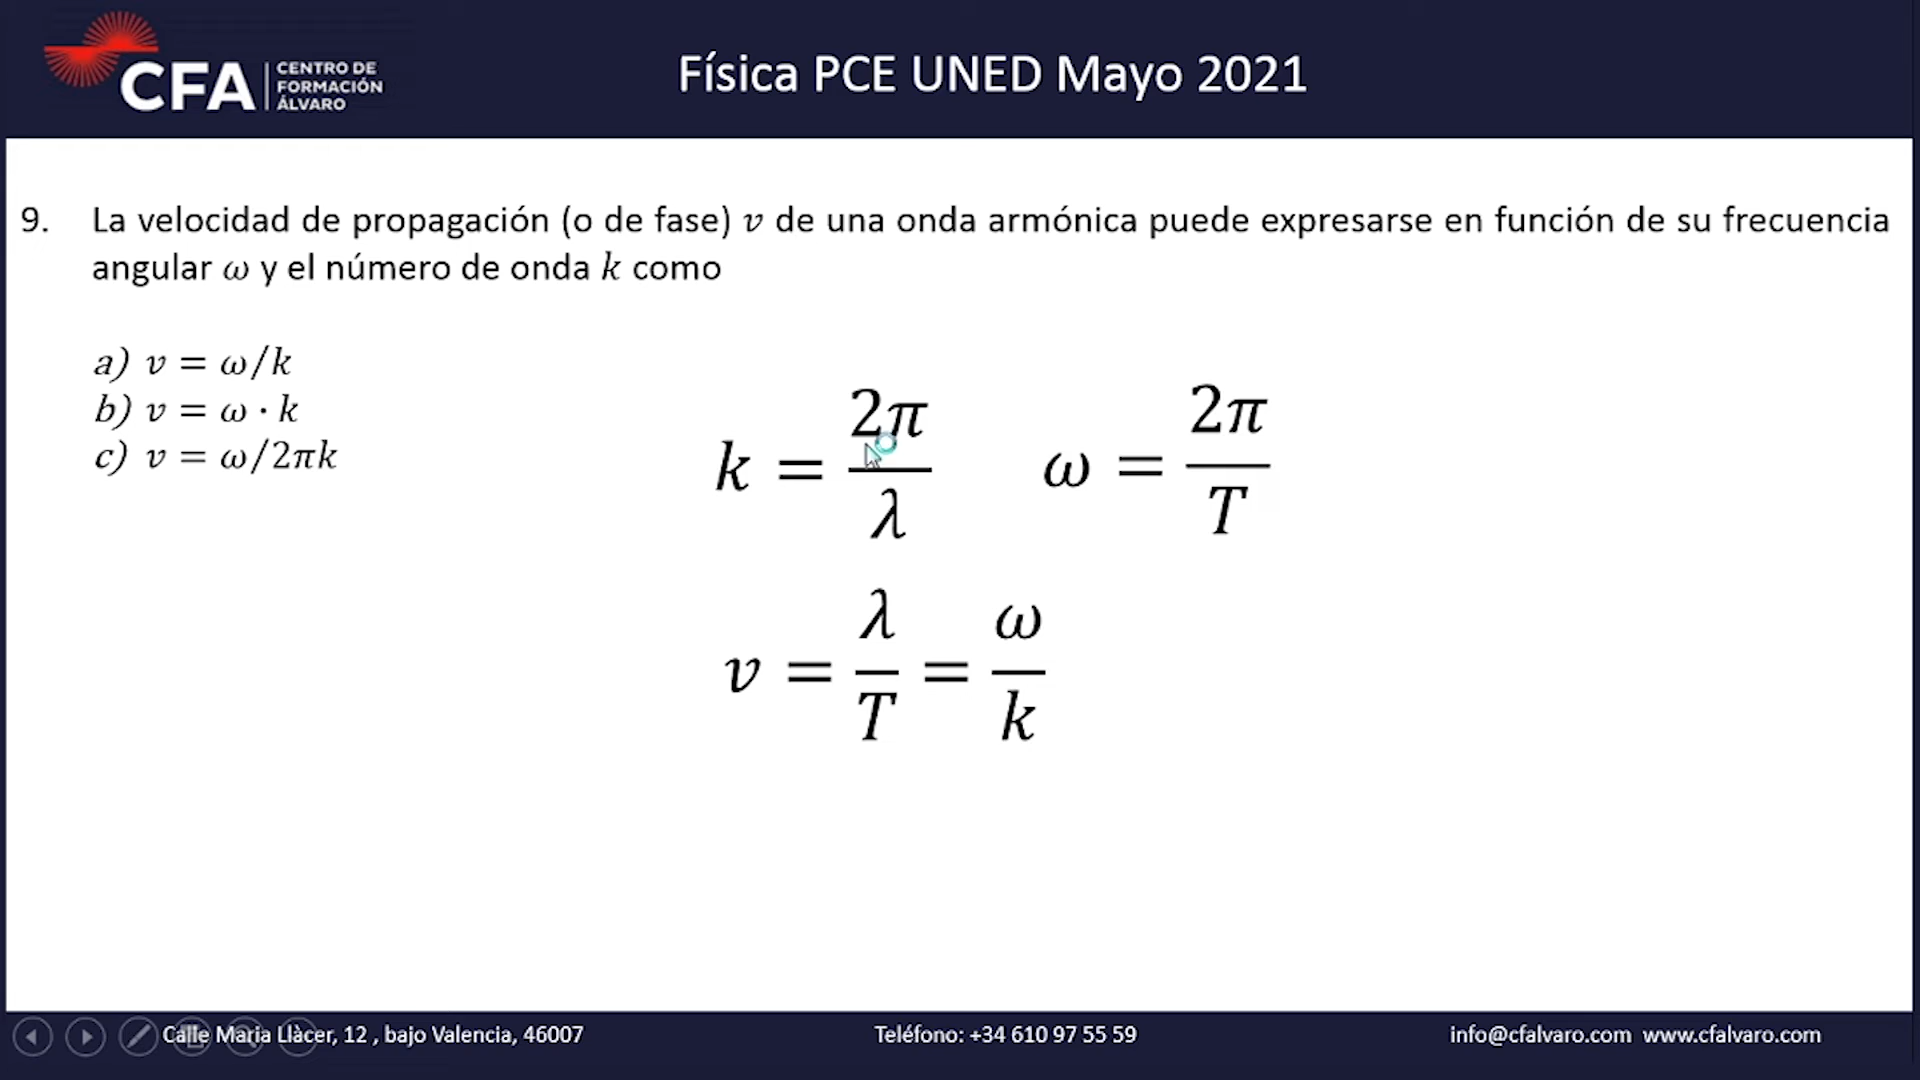 CFA
CENTRO DE
FORMACIÓN
ÁLVARO
Física PCE UNED Mayo 2021
9. La velocidad de propagación (o de fase) v de una onda armónica puede expresarse en función de su frecuencia
angular ω y el número de onda k como
a) v = ω/k
b) v = ω · k
c) v = ω/2πk
k = 2π/λ ω = 2π/T
v = λ/T = ω/k
Calle Maria Llàcer, 12 , bajo Valencia, 46007
Teléfono: +34 610 97 55 59
info@cfalvaro.com www.cfalvaro.com